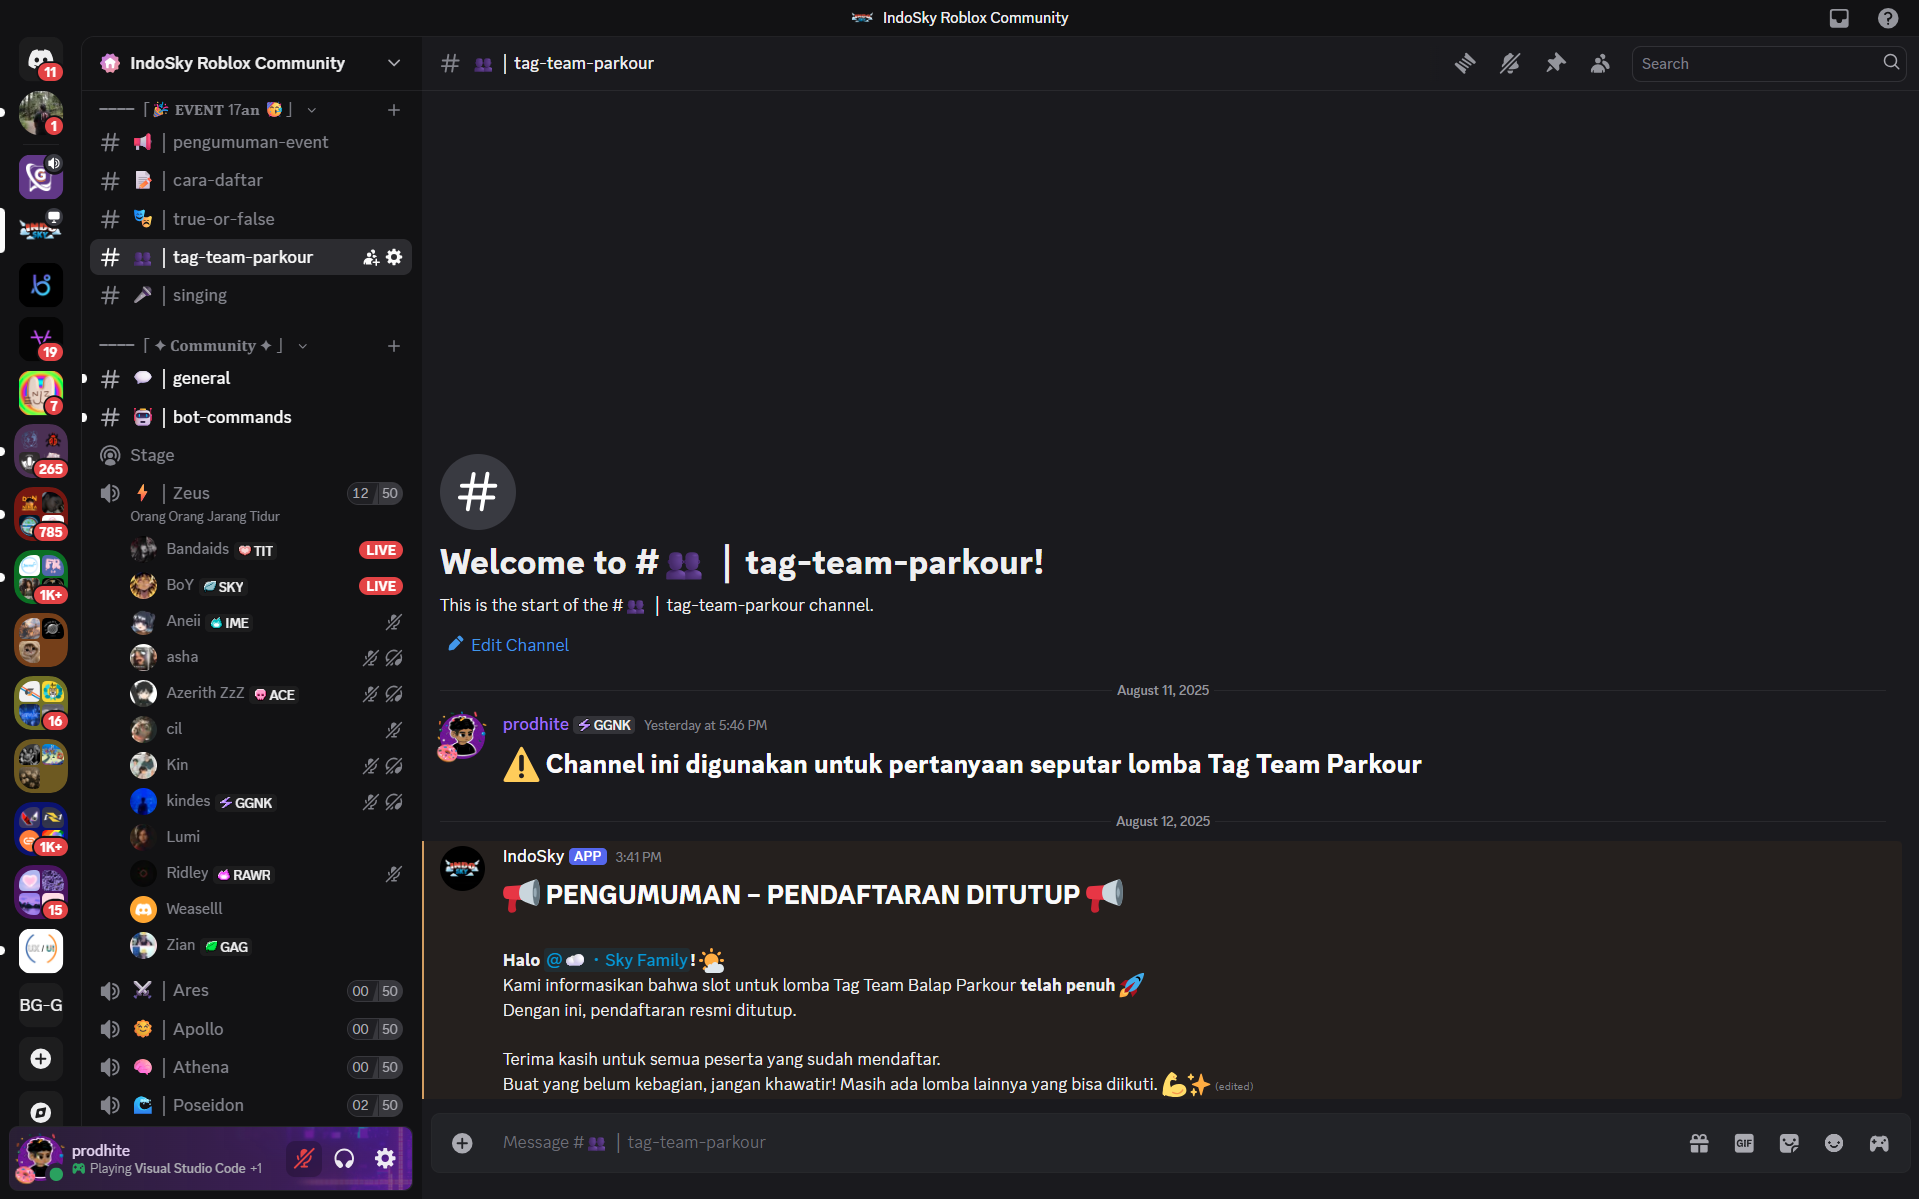 IndoSky Roblox Community
IndoSky Roblox Community
# | tag-team-parkour
Search
11
1
19
7
265
785
1K+
16
1K+
15
UX / UI
BG-G
──── ⌈ 🎉 EVENT 17an 🥳 ⌋
# 📢 | pengumuman-event
# 📝 | cara-daftar
# 🎭 | true-or-false
# 👥 | tag-team-parkour
# 🎤 | singing
──── ⌈ ✦ Community ✦ ⌋
# 💬 | general
# 🤖 | bot-commands
Stage
⚡ | Zeus 12 / 50
Orang Orang Jarang Tidur
Bandaids TIT LIVE
BoY SKY LIVE
Aneii IME
asha
Azerith ZzZ ACE
cil
Kin
kindes GGNK
Lumi
Ridley RAWR
Weaselll
Zian GAG
⚔️ | Ares 00 / 50
🌞 | Apollo 00 / 50
🧠 | Athena 00 / 50
🌊 | Poseidon 02 / 50
prodhite
Playing Visual Studio Code +1
#
Welcome to #👥 | tag-team-parkour!
This is the start of the #👥 | tag-team-parkour channel.
Edit Channel
August 11, 2025
prodhite GGNK Yesterday at 5:46 PM
⚠️ Channel ini digunakan untuk pertanyaan seputar lomba Tag Team Parkour
August 12, 2025
IndoSky APP 3:41 PM
📢 PENGUMUMAN – PENDAFTARAN DITUTUP 📢
Halo @☁️ • Sky Family! 🌤️
Kami informasikan bahwa slot untuk lomba Tag Team Balap Parkour telah penuh 🚀
Dengan ini, pendaftaran resmi ditutup.
Terima kasih untuk semua peserta yang sudah mendaftar.
Buat yang belum kebagian, jangan khawatir! Masih ada lomba lainnya yang bisa diikuti. 💪✨ (edited)
Message #👥 | tag-team-parkour
GIF